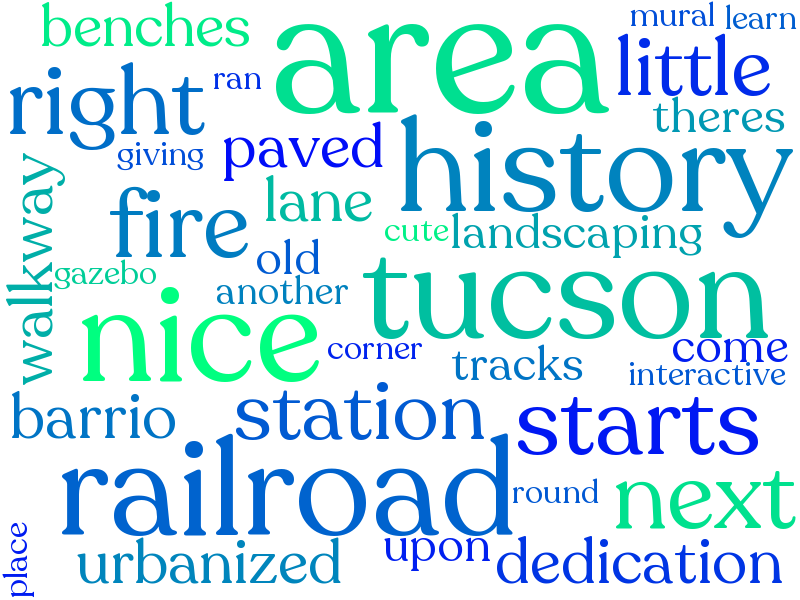 benches
area
mural
learn
right
ran
little
theres
giving
paved
history
walkway
fire
lane
cute
landscaping
gazebo
old
another
tucson
nice
corner
come
tracks
interactive
barrio
station
starts
railroad
round
next
place
urbanized
upon
dedication